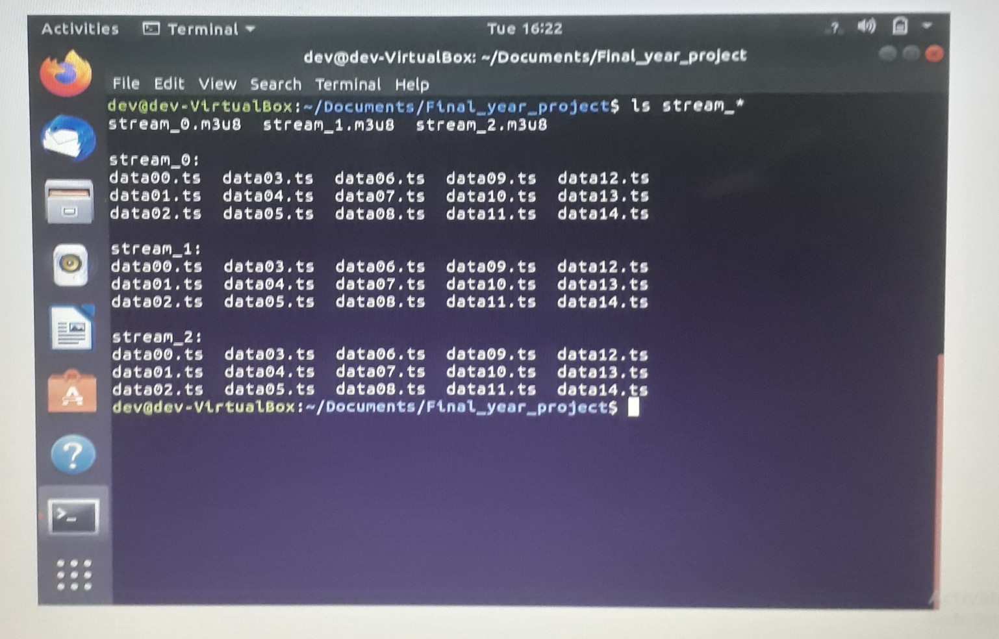 Activities Terminal Tue 16:22 ?
dev@dev-VirtualBox: ~/Documents/Final_year_project
File Edit View Search Terminal Help
dev@dev-VirtualBox:~/Documents/Final_year_project$ ls stream_*
stream_0.m3u8 stream_1.m3u8 stream_2.m3u8
stream_0:
data00.ts data03.ts data06.ts data09.ts data12.ts
data01.ts data04.ts data07.ts data10.ts data13.ts
data02.ts data05.ts data08.ts data11.ts data14.ts
stream_1:
data00.ts data03.ts data06.ts data09.ts data12.ts
data01.ts data04.ts data07.ts data10.ts data13.ts
data02.ts data05.ts data08.ts data11.ts data14.ts
stream_2:
data00.ts data03.ts data06.ts data09.ts data12.ts
data01.ts data04.ts data07.ts data10.ts data13.ts
data02.ts data05.ts data08.ts data11.ts data14.ts
dev@dev-VirtualBox:~/Documents/Final_year_project$